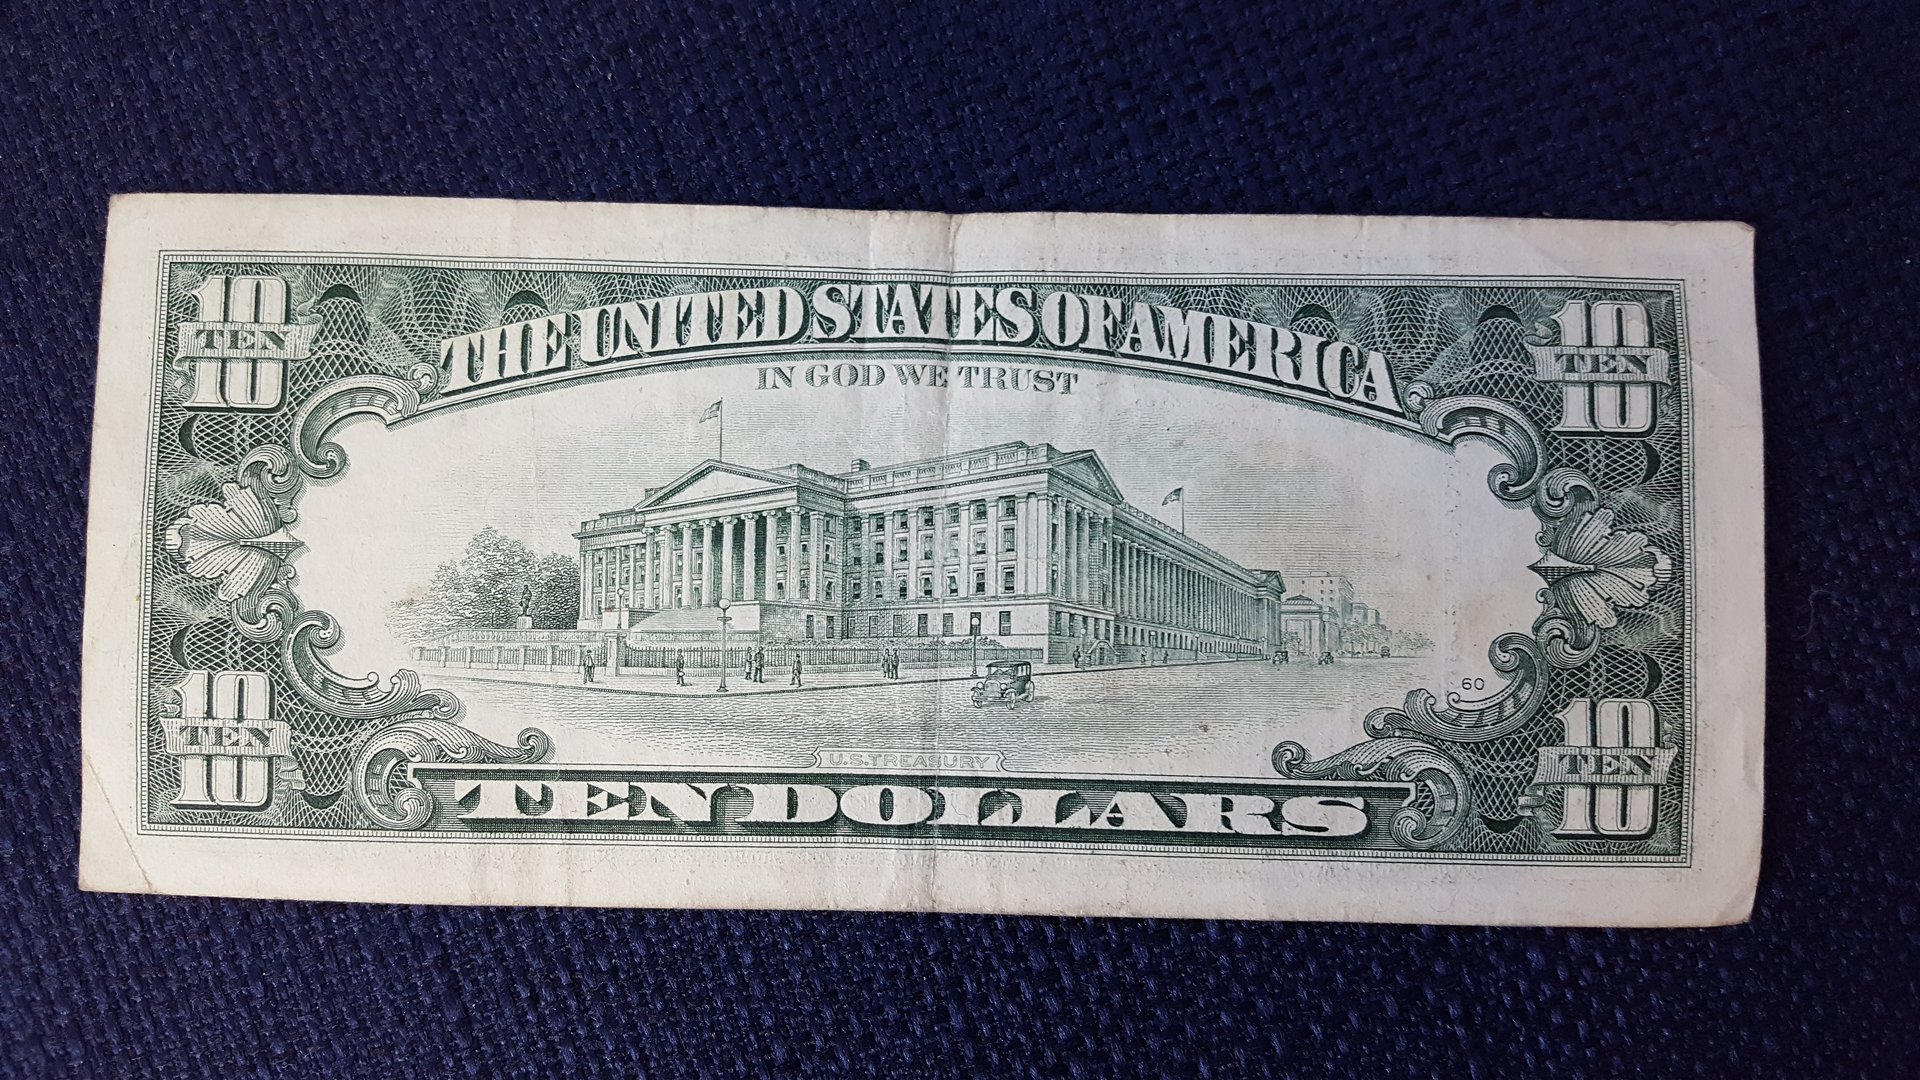 10 TEN 10
THE UNITED STATES OF AMERICA
10 TEN 10
IN GOD WE TRUST
60
10 TEN 10
U.S. TREASURY
10 TEN 10
TEN DOLLARS